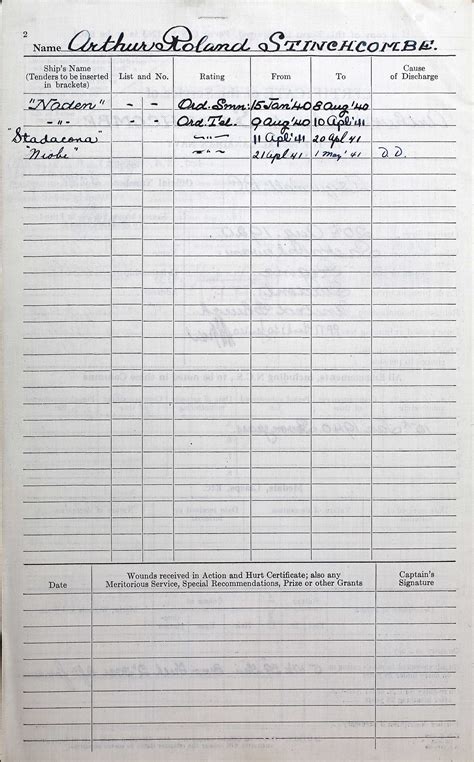 2
Name Arthur Roland STINCHCOMBE.
Ship's Name (Tenders to be inserted in brackets) List and No. Rating From To Cause of Discharge
"Naden" - - Ord. Smn: 15 Jan'40 8 Aug'40
-"- - - Ord. Tel. 9 Aug'40 10 Apl'41
"Stadacona" -"- 11 Apl'41 20 Apl 41
"Niobe" -"- 21 Apl 41 1 May '41 D.D.
Date Wounds received in Action and Hurt Certificate; also any Meritorious Service, Special Recommendations, Prize or other Grants Captain's Signature